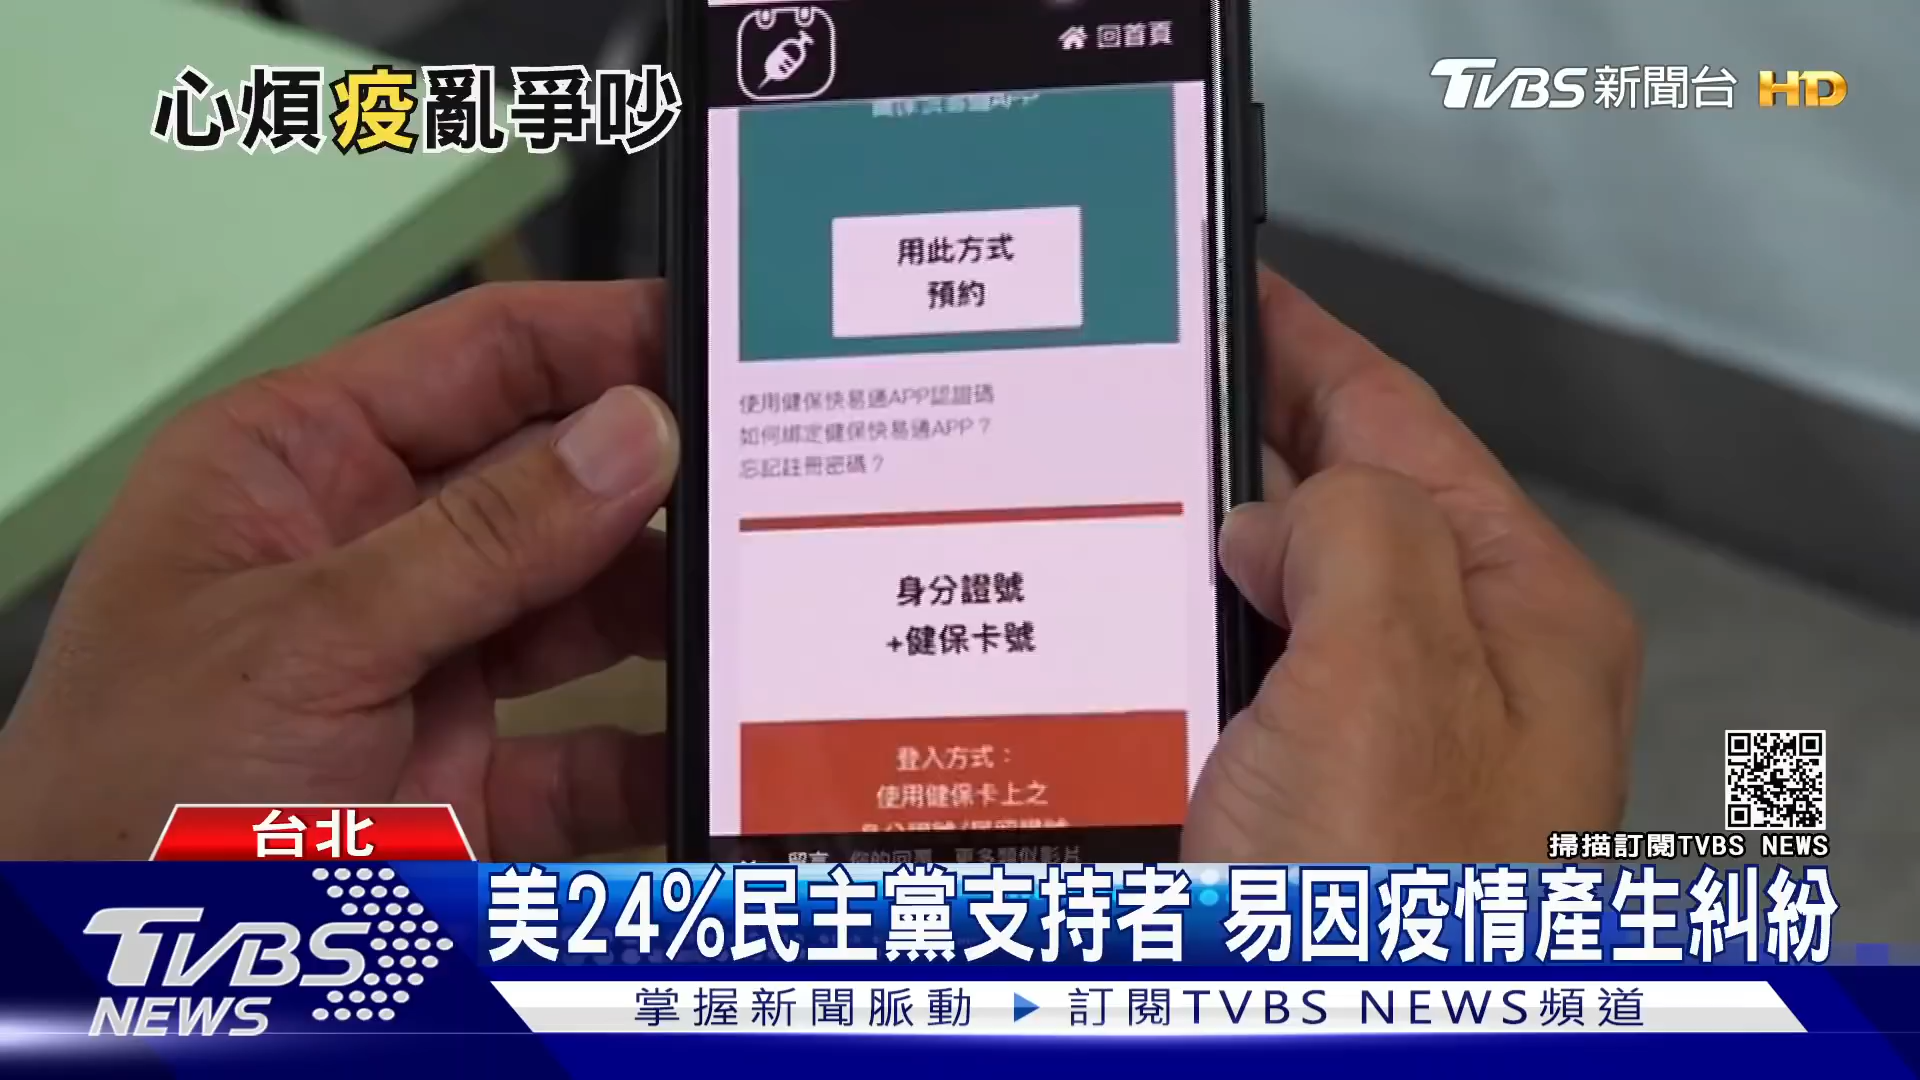 心煩疫亂爭吵
TVBS新聞台 HD
回首頁
用此方式
預約
使用健保快易通APP認證碼
如何綁定健保快易通APP？
忘記註冊密碼？
身分證號
+健保卡號
登入方式：
使用健保卡上之
掃描訂閱TVBS NEWS
台北
美24%民主黨支持者 易因疫情產生糾紛
TVBS
NEWS
掌握新聞脈動 ▶ 訂閱TVBS NEWS頻道